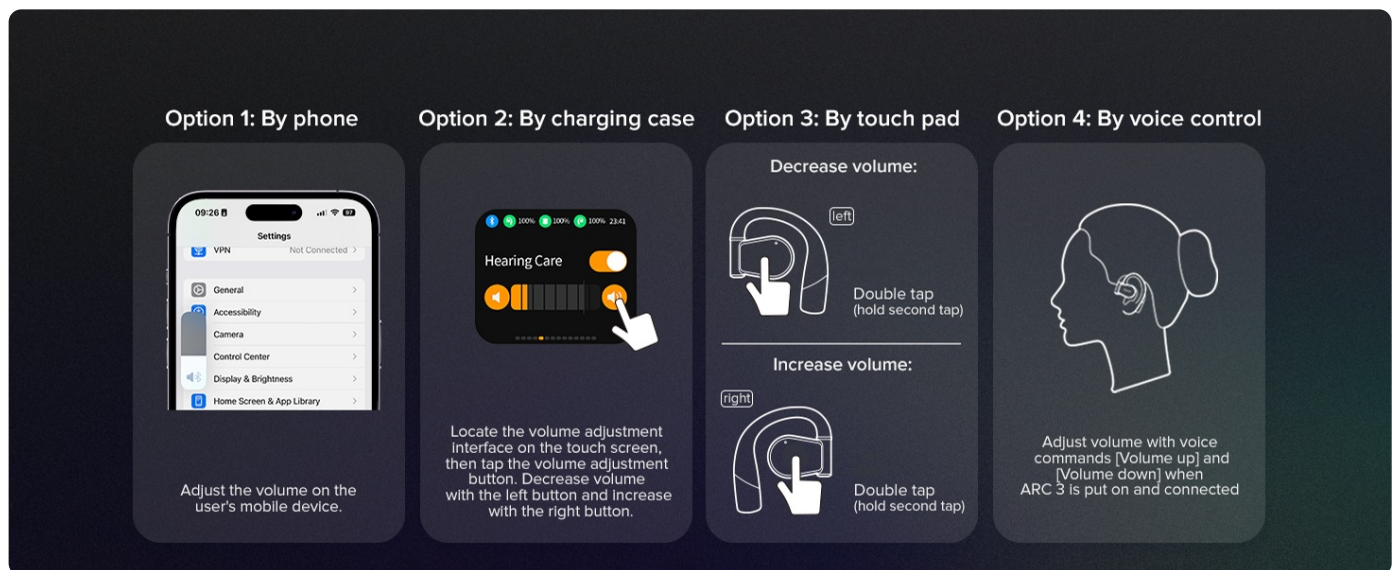 Option 1: By phone
09:26
97
Settings
VPN
Not Connected
General
Accessibility
Camera
Control Center
Display & Brightness
Home Screen & App Library
Adjust the volume on the
user's mobile device.
Option 2: By charging case
100% 100% 100% 23:41
Hearing Care
Locate the volume adjustment
interface on the touch screen,
then tap the volume adjustment
button. Decrease volume
with the left button and increase
with the right button.
Option 3: By touch pad
Decrease volume:
left
Double tap
(hold second tap)
Increase volume:
right
Double tap
(hold second tap)
Option 4: By voice control
Adjust volume with voice
commands [Volume up] and
[Volume down] when
ARC 3 is put on and connected